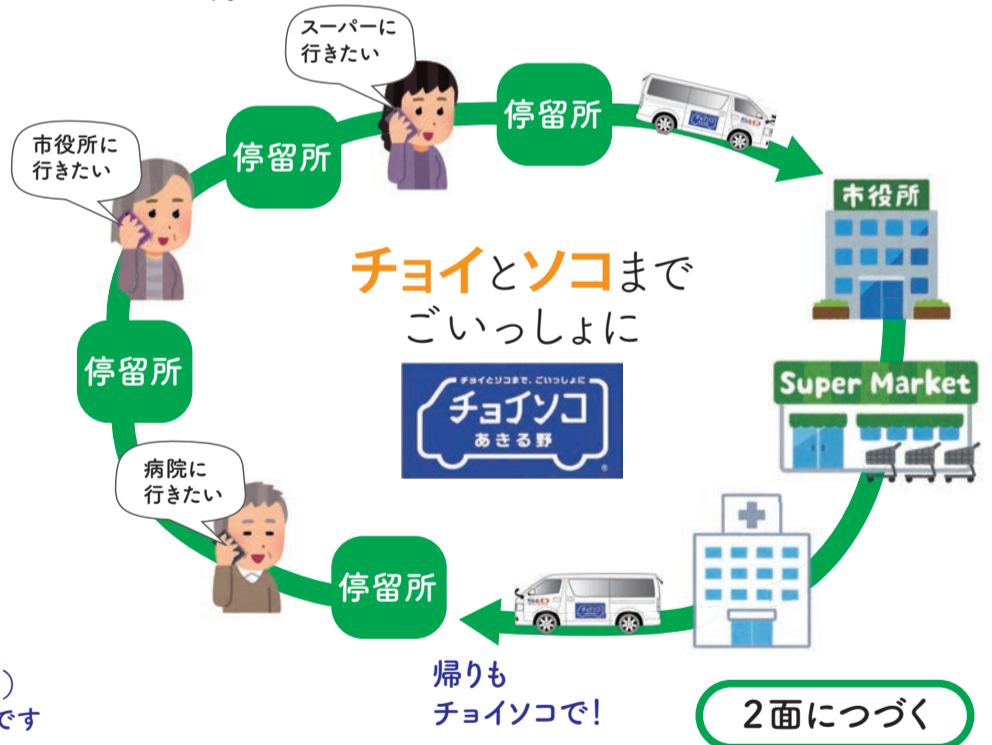 スーパーに
行きたい
停留所
市役所に
行きたい
停留所
市役所
チョイとソコまで
ごいっしょに
停留所
Super Market
チョイとソコまで、ごいっしょに
チョイソコ
あきる野
病院に
行きたい
停留所
チョイソコ
帰りも
チョイソコで!
)
です
2面につづく